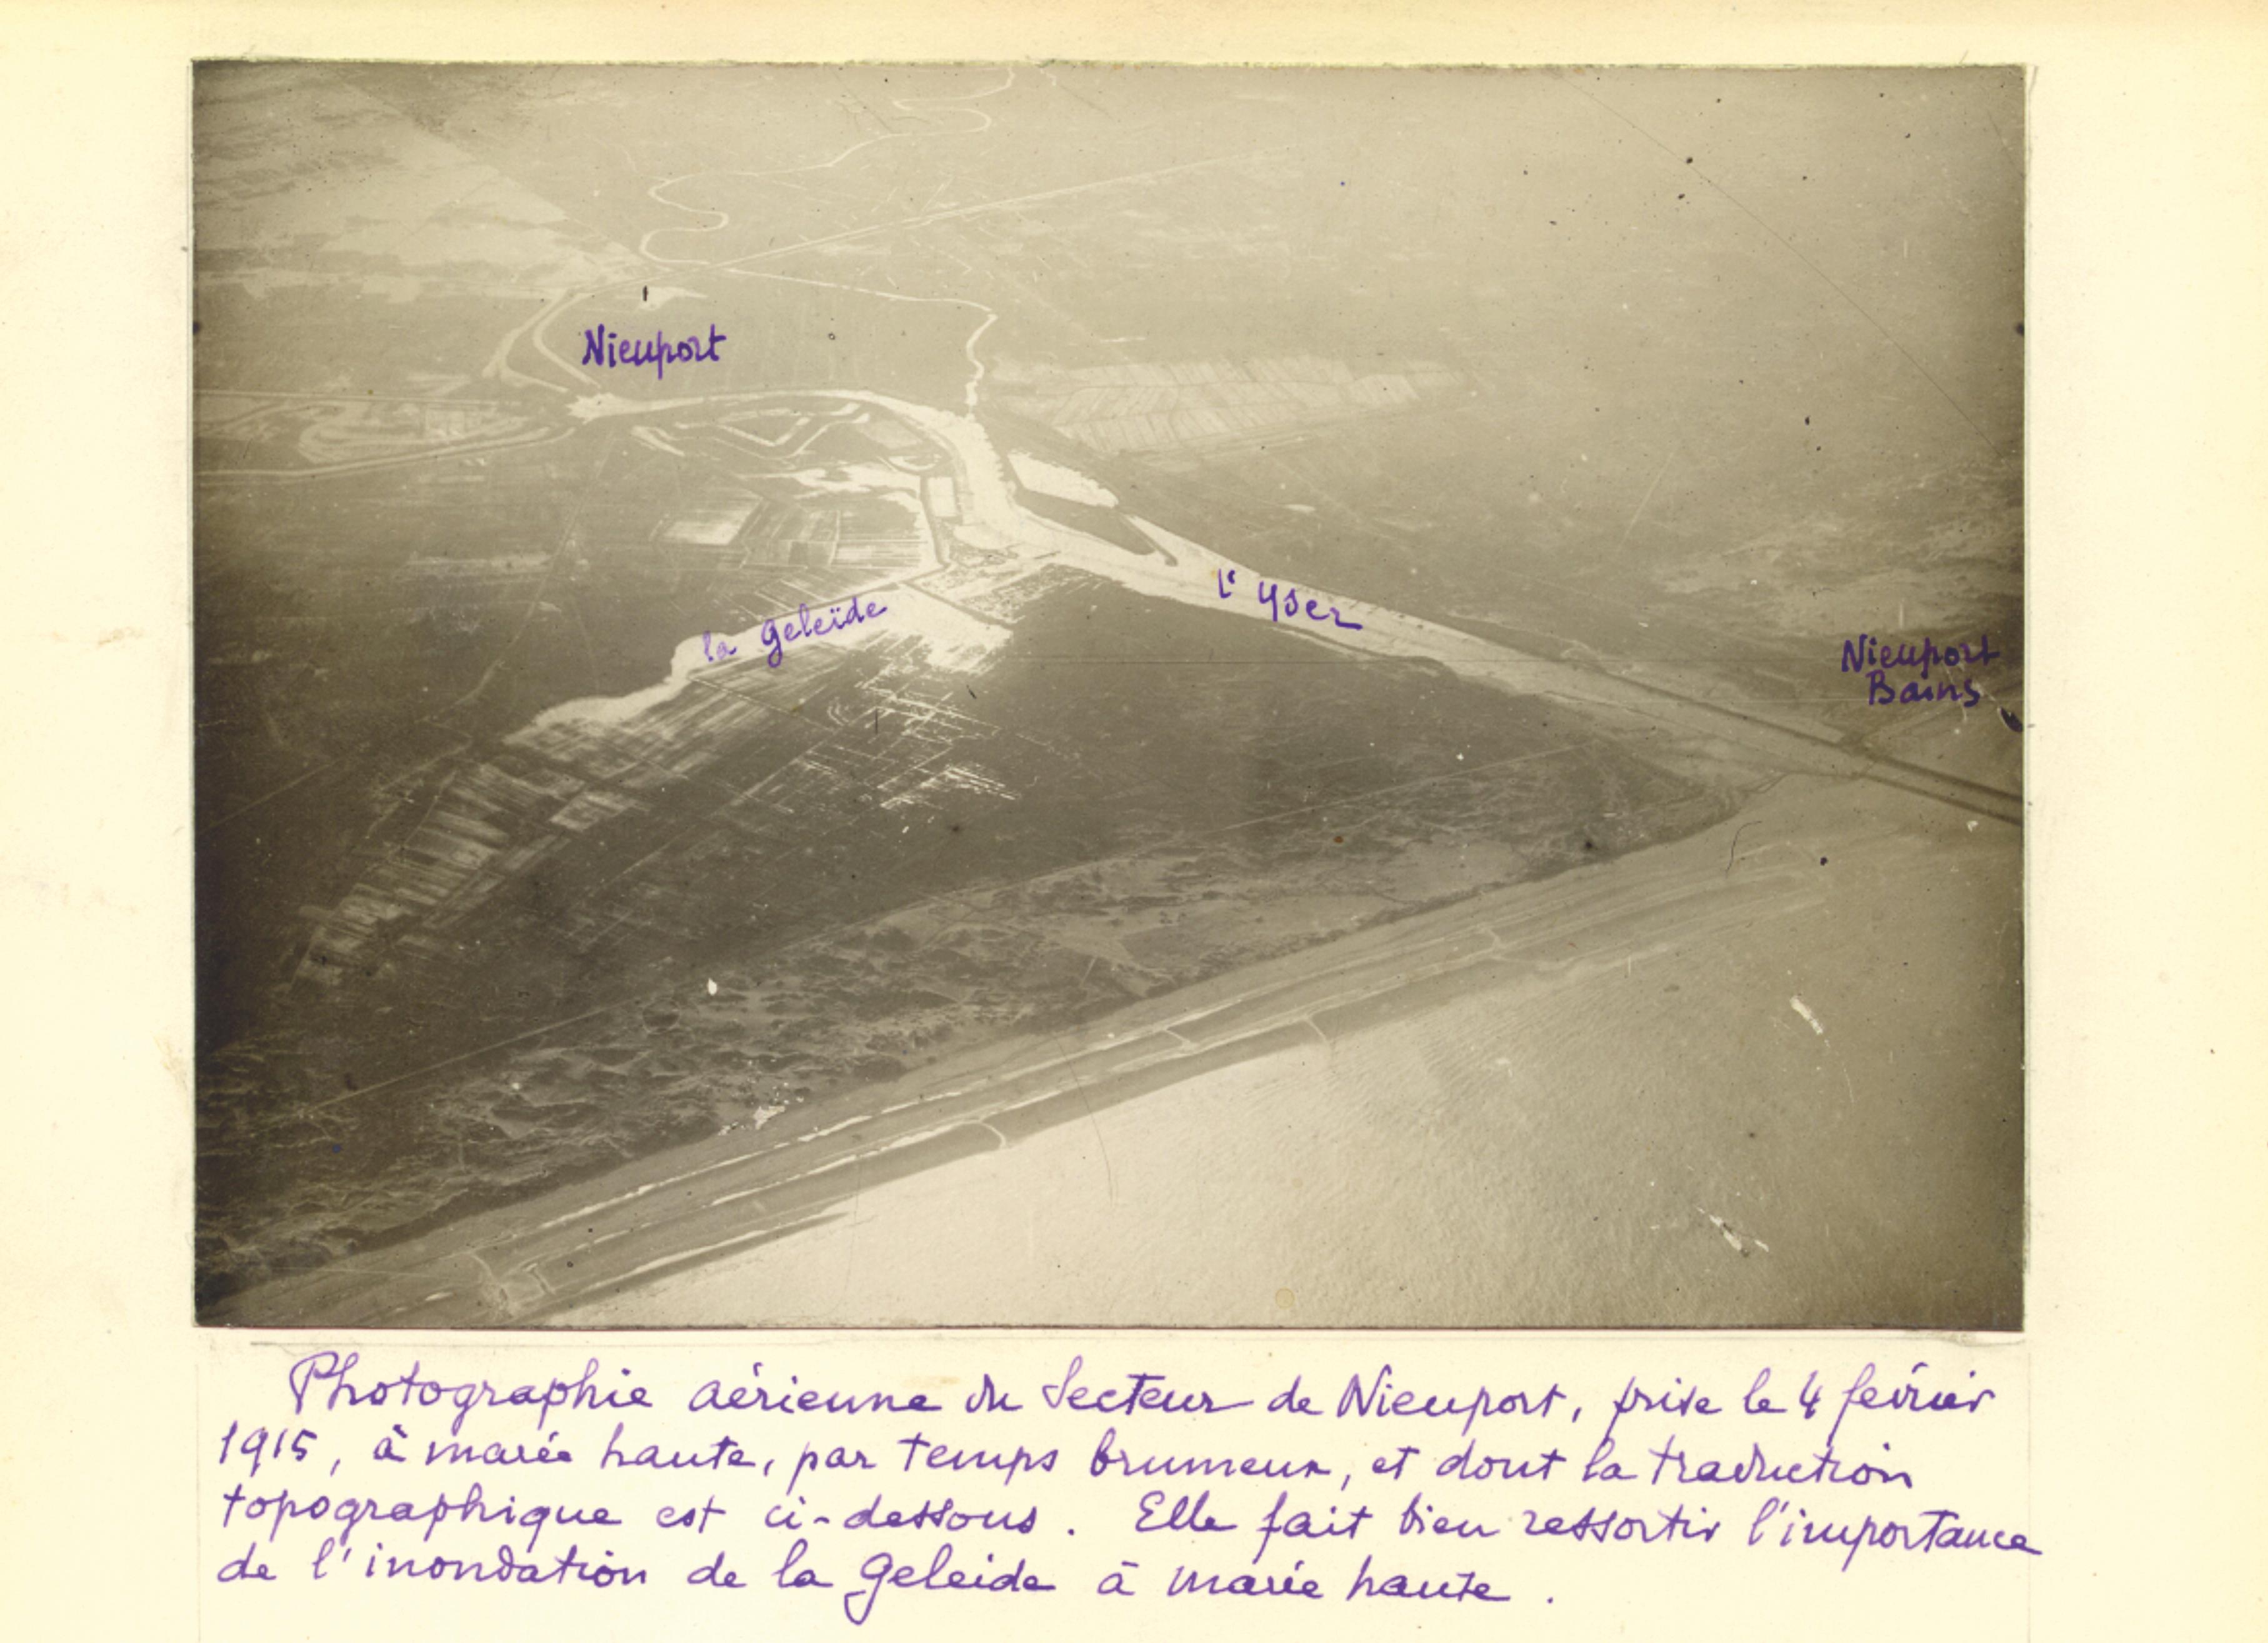 Nieuport
la Geleïde
l'Yser
Nieuport
Bains
Photographie aérienne du Secteur de Nieuport, prise le 4 février
1915, à marée haute, par temps brumeux, et dont la traduction
topographique est ci-dessous. Elle fait bien ressortir l'importance
de l'inondation de la Geleide à marée haute.